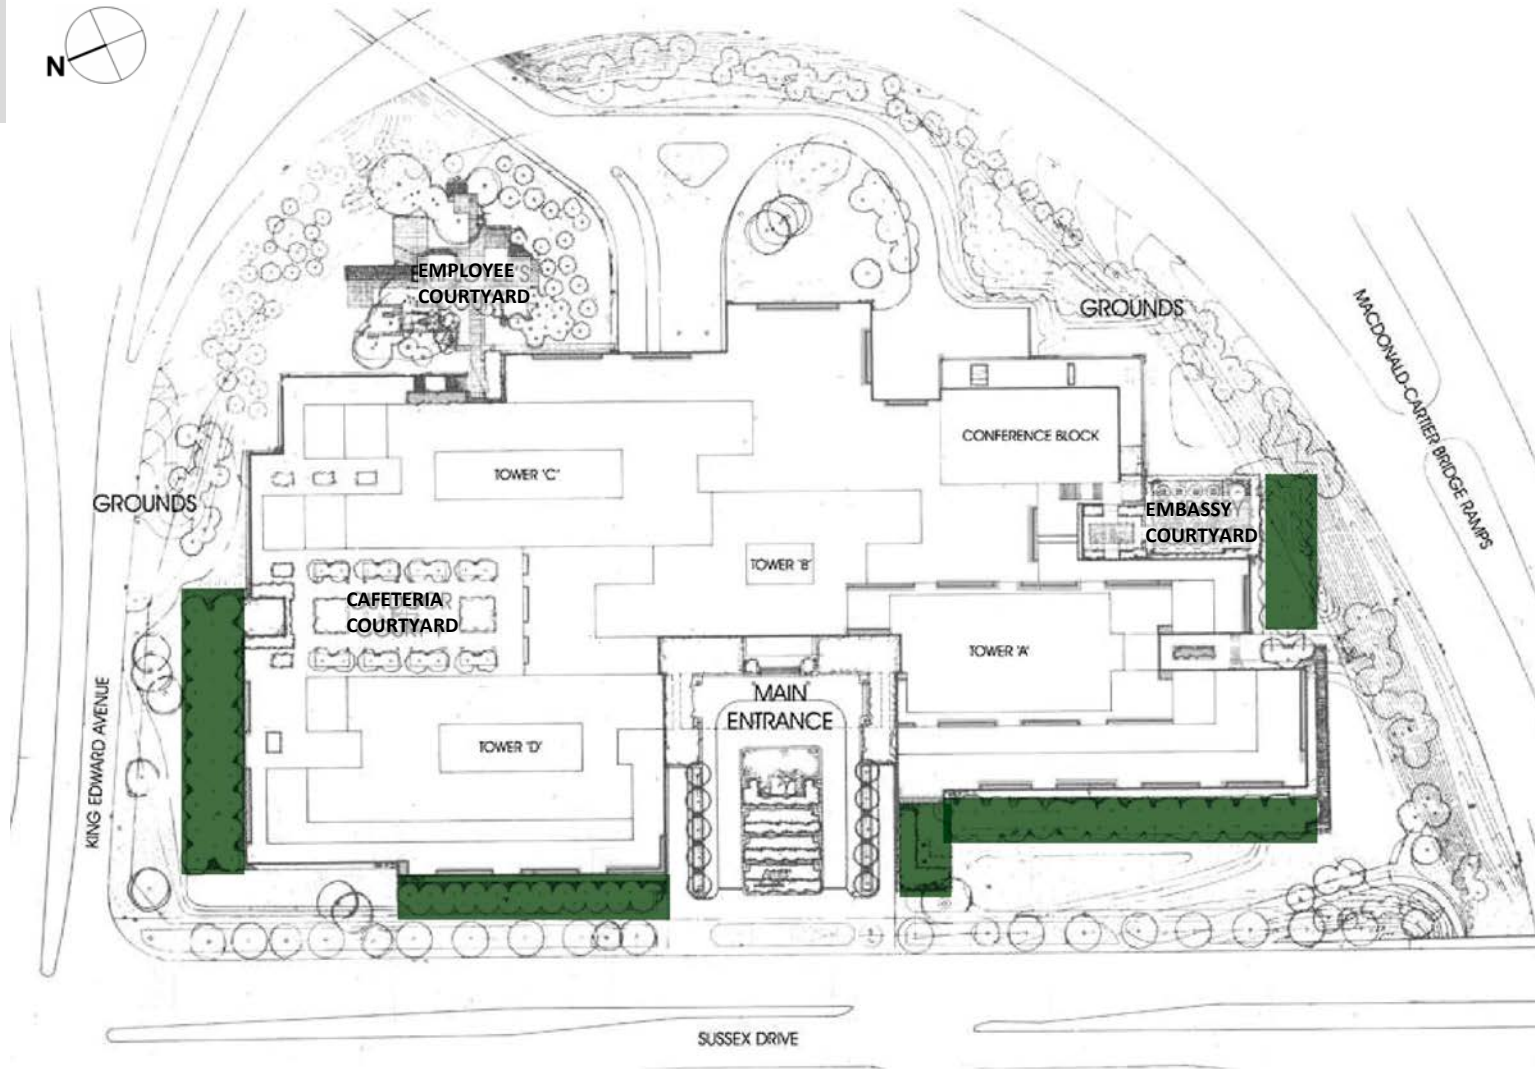 N
EMPLOYEE
COURTYARD
GROUNDS
MACDONALD-CARTIER BRIDGE RAMPS
CONFERENCE BLOCK
TOWER 'C'
GROUNDS
EMBASSY
COURTYARD
TOWER 'B'
CAFETERIA
COURTYARD
TOWER 'A'
MAIN
ENTRANCE
KING EDWARD AVENUE
TOWER 'D'
SUSSEX DRIVE